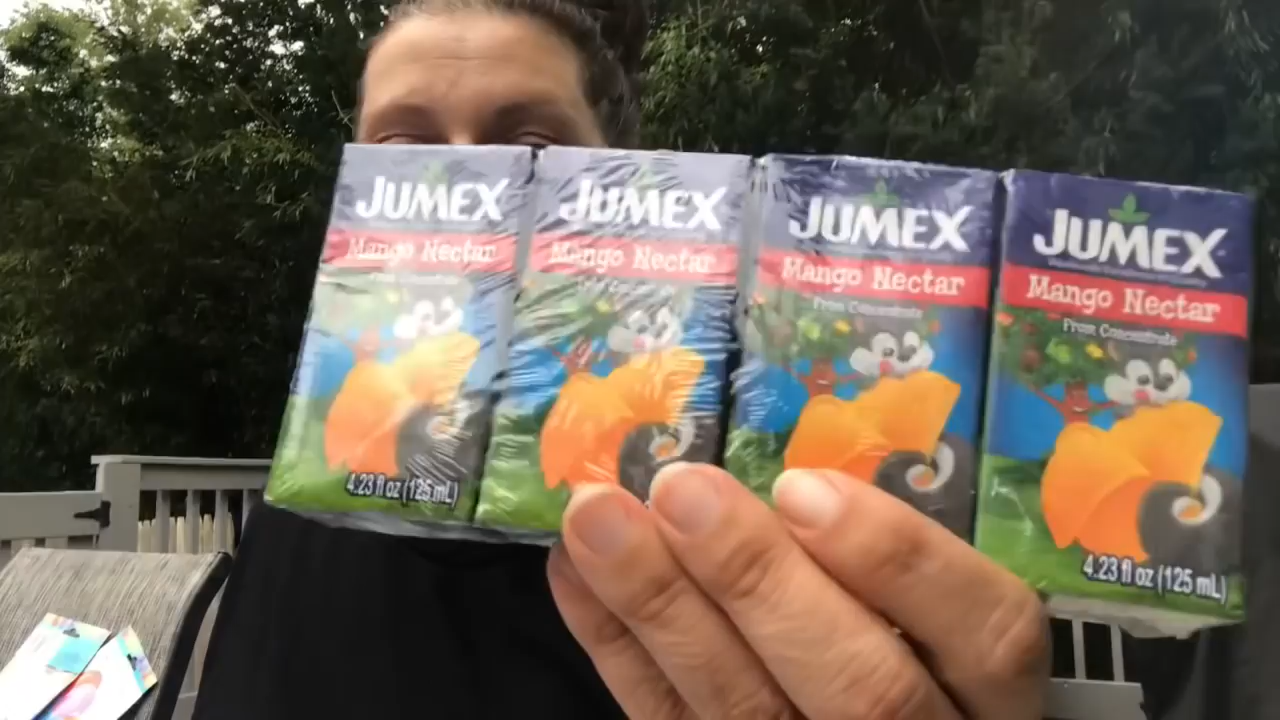 JUMEX
Mango Nectar
4.23 fl oz (125 mL)
JUMEX
Mango Nectar
JUMEX
Mango Nectar
From Concentrate
JUMEX
Mango Nectar
From Concentrate
4.23 fl oz (125 mL)